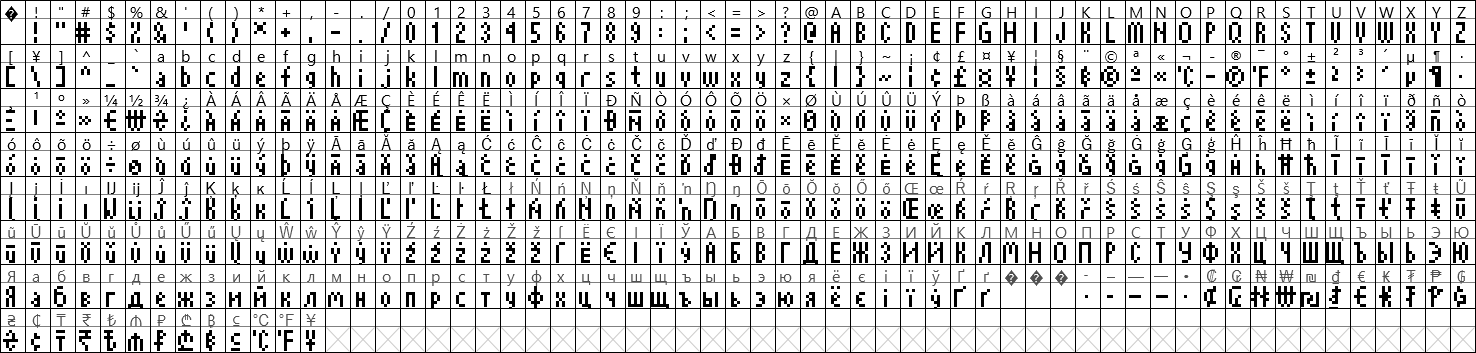 � ! " # $ % & ' ( ) * + , - . / 0 1 2 3 4 5 6 7 8 9 : ; < = > ? @ A B C D E F G H I J K L M N O P Q R S T U V W X Y Z
[ ¥ ] ^ _ ` a b c d e f g h i j k l m n o p q r s t u v w x y z { | } ~ ¡ ¢ £ ¤ ¥ ¦ § ¨ © ª « ¬ - ® ¯ ° ± ² ³ ´ µ ¶ ·
¸ ¹ º » ¼ ½ ¾ ¿ À Á Â Ã Ä Å Æ Ç È É Ê Ë Ì Í Î Ï Ð Ñ Ò Ó Ô Õ Ö × Ø Ù Ú Û Ü Ý Þ ß à á â ã ä å æ ç è é ê ë ì í î ï ð ñ ò
ó ô õ ö ÷ ø ù ú û ü ý þ ÿ Ā ā Ă ă Ą ą Ć ć Ĉ ĉ Ċ ċ Č č Ď ď Đ đ Ē ē Ĕ ĕ Ė ė Ę ę Ě ě Ĝ ĝ Ğ ğ Ġ ġ Ģ ģ Ĥ ĥ Ħ ħ Ĩ ĩ Ī ī Ĭ ĭ
Į į İ ı Ĳ ĳ Ĵ ĵ Ķ ķ ĸ Ĺ ĺ Ļ ļ Ľ ľ Ŀ ŀ Ł ł Ń ń Ņ ņ Ň ň ŉ Ŋ ŋ Ō ō Ŏ ŏ Ő ő Œ œ Ŕ ŕ Ŗ ŗ Ř ř Ś ś Ŝ ŝ Ş ş Š š Ţ ţ Ť ť Ŧ ŧ Ũ
ũ Ū ū Ŭ ŭ Ů ů Ű ű Ų ų Ŵ ŵ Ŷ ŷ Ÿ Ź ź Ż ż Ž ž Ѓ Ё Є І Ї Ў А Б В Г Д Е Ж З И Й К Л М Н О П Р С Т У Ф Х Ц Ч Ш Щ Ъ Ы Ь Э Ю
Я а б в г д е ж з и й к л м н о п р с т у ф х ц ч ш щ ъ ы ь э ю я ё є і ї ў Ґ ґ � � � ‐ – — ― • ₡ ₢ ₦ ₩ ₪ ₫ € ₭ ₮ ₱ ₲
₴ ₵ ₸ ₹ ₺ ₼ ₽ ₾ ꞵ ⊆ ℃ ℉ ¥